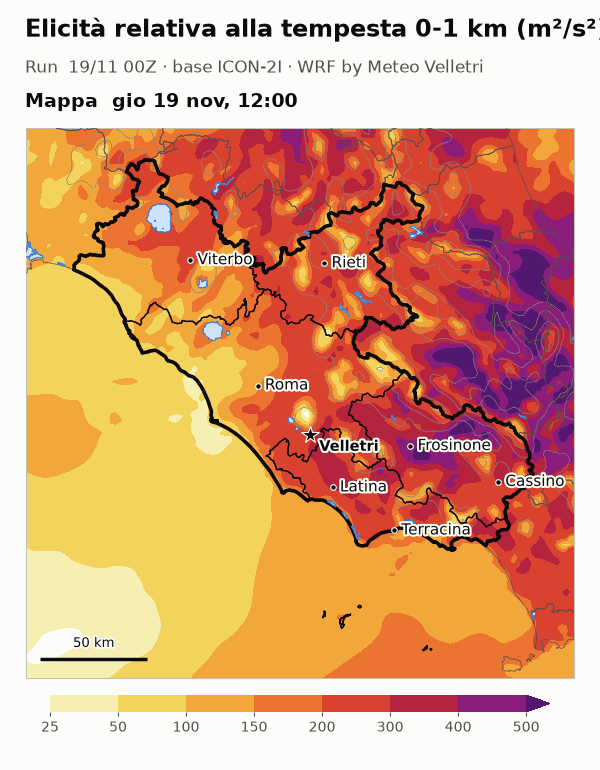 Elicità relativa alla tempesta 0-1 km (m²/s²)
Run 19/11 00Z · base ICON-2I · WRF by Meteo Velletri
Mappa gio 19 nov, 12:00
Viterbo
Rieti
Roma
Velletri
Frosinone
Cassino
Latina
Terracina
50 km
25 50 100 150 200 300 400 500